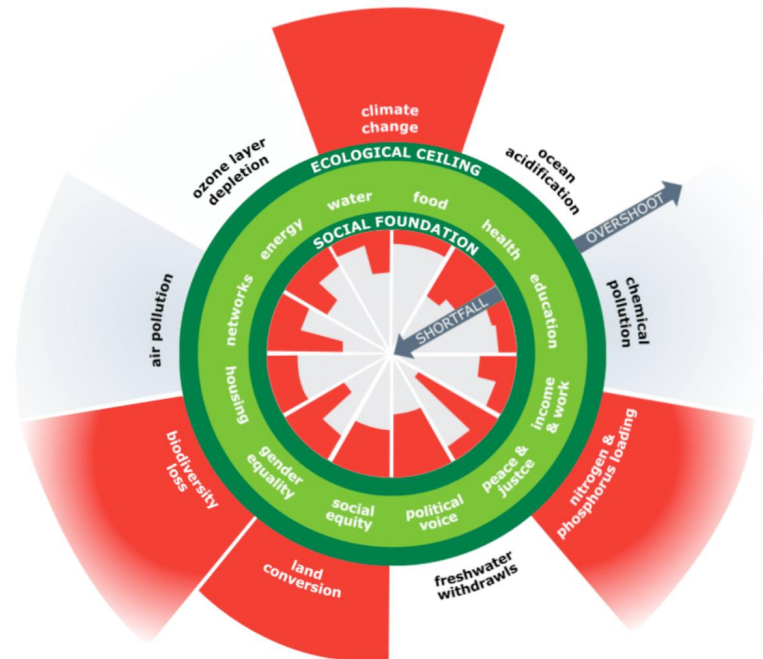 climate
change
ozone layer
depletion
ocean
acidification
ECOLOGICAL CEILING
OVERSHOOT
water
food
energy
health
SOCIAL FOUNDATION
SHORTFALL
air pollution
networks
education
chemical
pollution
housing
income
& work
biodiversity
loss
gender
equality
social
equity
political
voice
peace &
justce
nitrogen &
phosphorus loading
land
conversion
freshwater
withdrawls